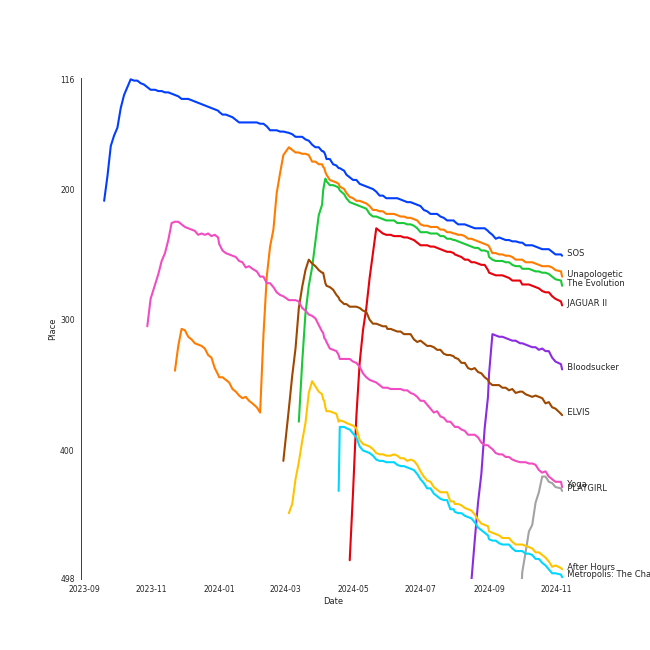 116
200
300
400
498
Place
2023-09
2023-11
2024-01
2024-03
2024-05
2024-07
2024-09
2024-11
Date
SOS
Unapologetic
The Evolution
JAGUAR II
Bloodsucker
ELVIS
Yoga
PLAYGIRL
After Hours
Metropolis: The Cha